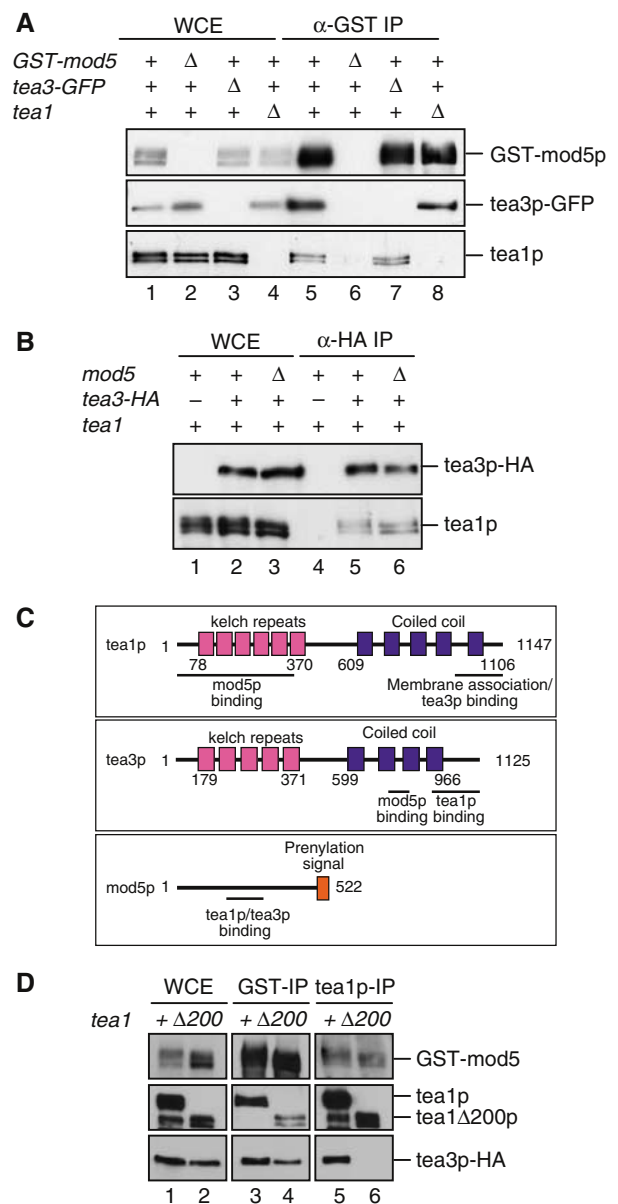 A
WCE α-GST IP
GST-mod5 + Δ + + + Δ + +
tea3-GFP + + Δ + + + Δ +
tea1 + + + Δ + + + Δ
GST-mod5p
tea3p-GFP
tea1p
1 2 3 4 5 6 7 8
B
WCE α-HA IP
mod5 + + Δ + + Δ
tea3-HA − + + − + +
tea1 + + + + + +
tea3p-HA
tea1p
1 2 3 4 5 6
C
kelch repeats Coiled coil
tea1p 1 1147
78 370 609 1106
mod5p binding
Membrane association/
tea3p binding
kelch repeats Coiled coil
tea3p 1 1125
179 371 599 966
mod5p binding
tea1p binding
Prenylation
signal
mod5p 1 522
tea1p/tea3p
binding
D
WCE GST-IP tea1p-IP
tea1 + Δ200 + Δ200 + Δ200
GST-mod5
tea1p
tea1Δ200p
tea3p-HA
1 2 3 4 5 6